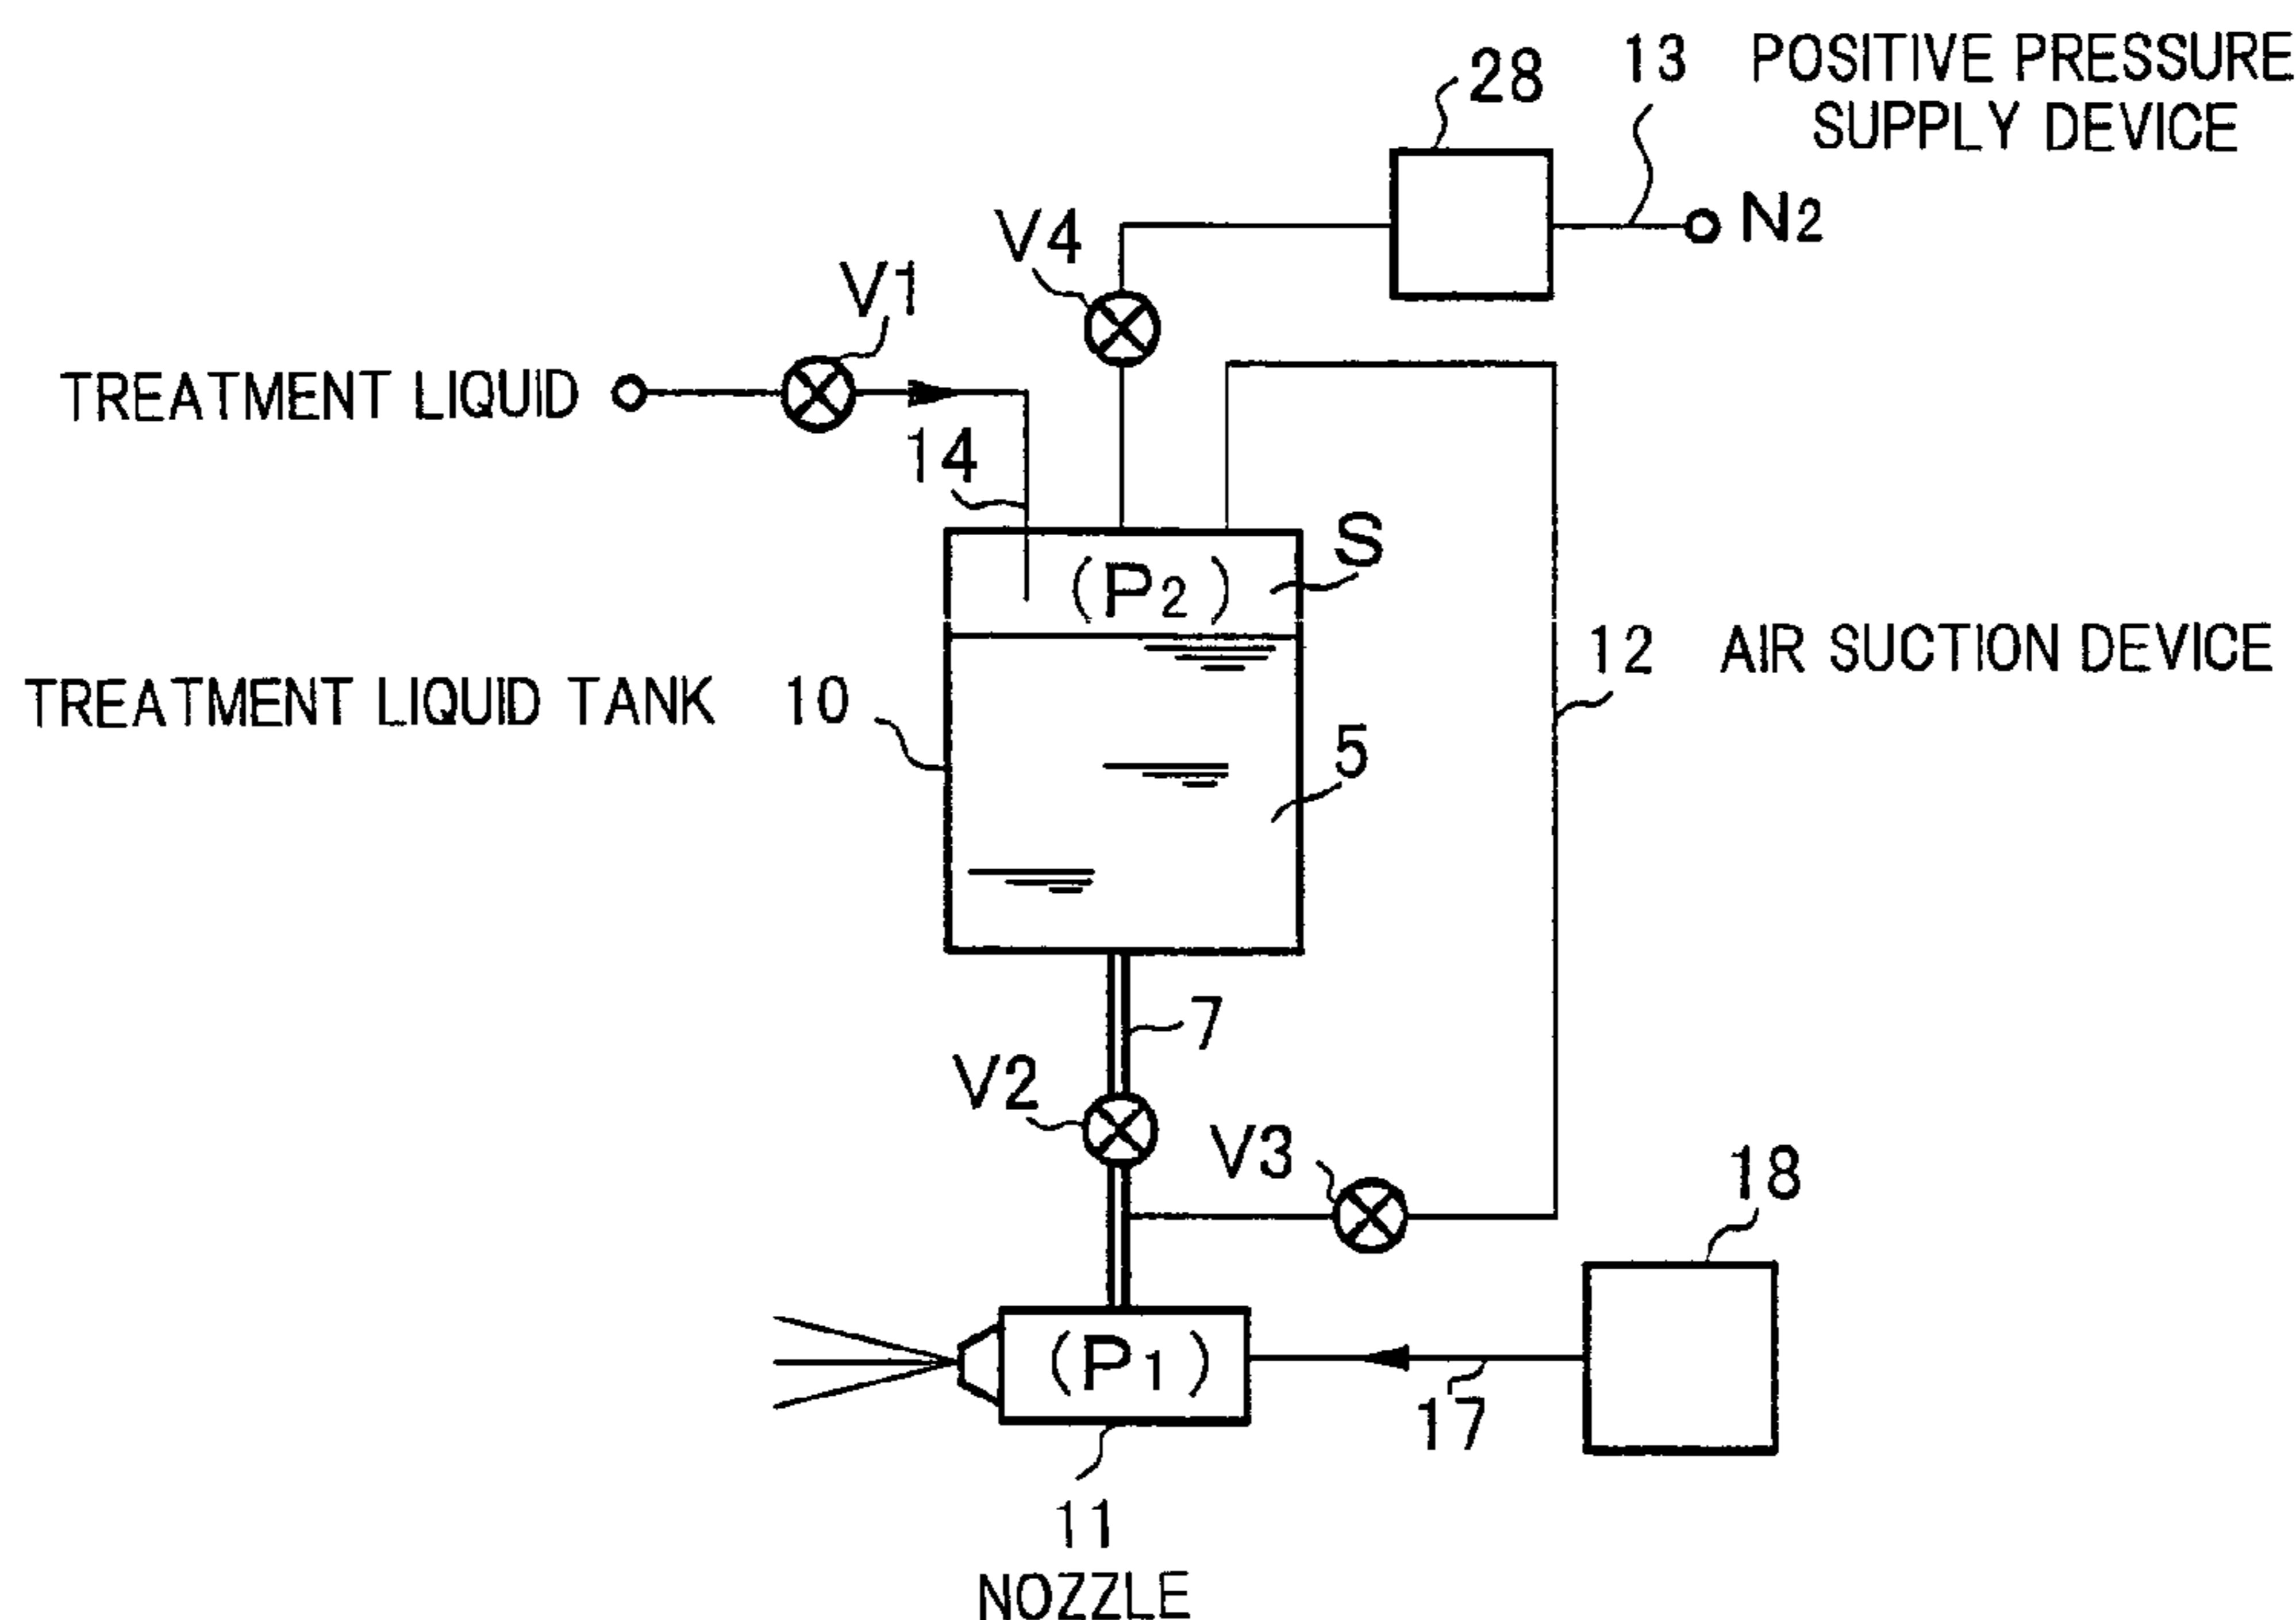 13 POSITIVE PRESSURE
SUPPLY DEVICE
28
N2
V4
V1
TREATMENT LIQUID
14
S
(P2)
12 AIR SUCTION DEVICE
TREATMENT LIQUID TANK 10
5
7
V2
V3
18
(P1)
17
11
NOZZLE